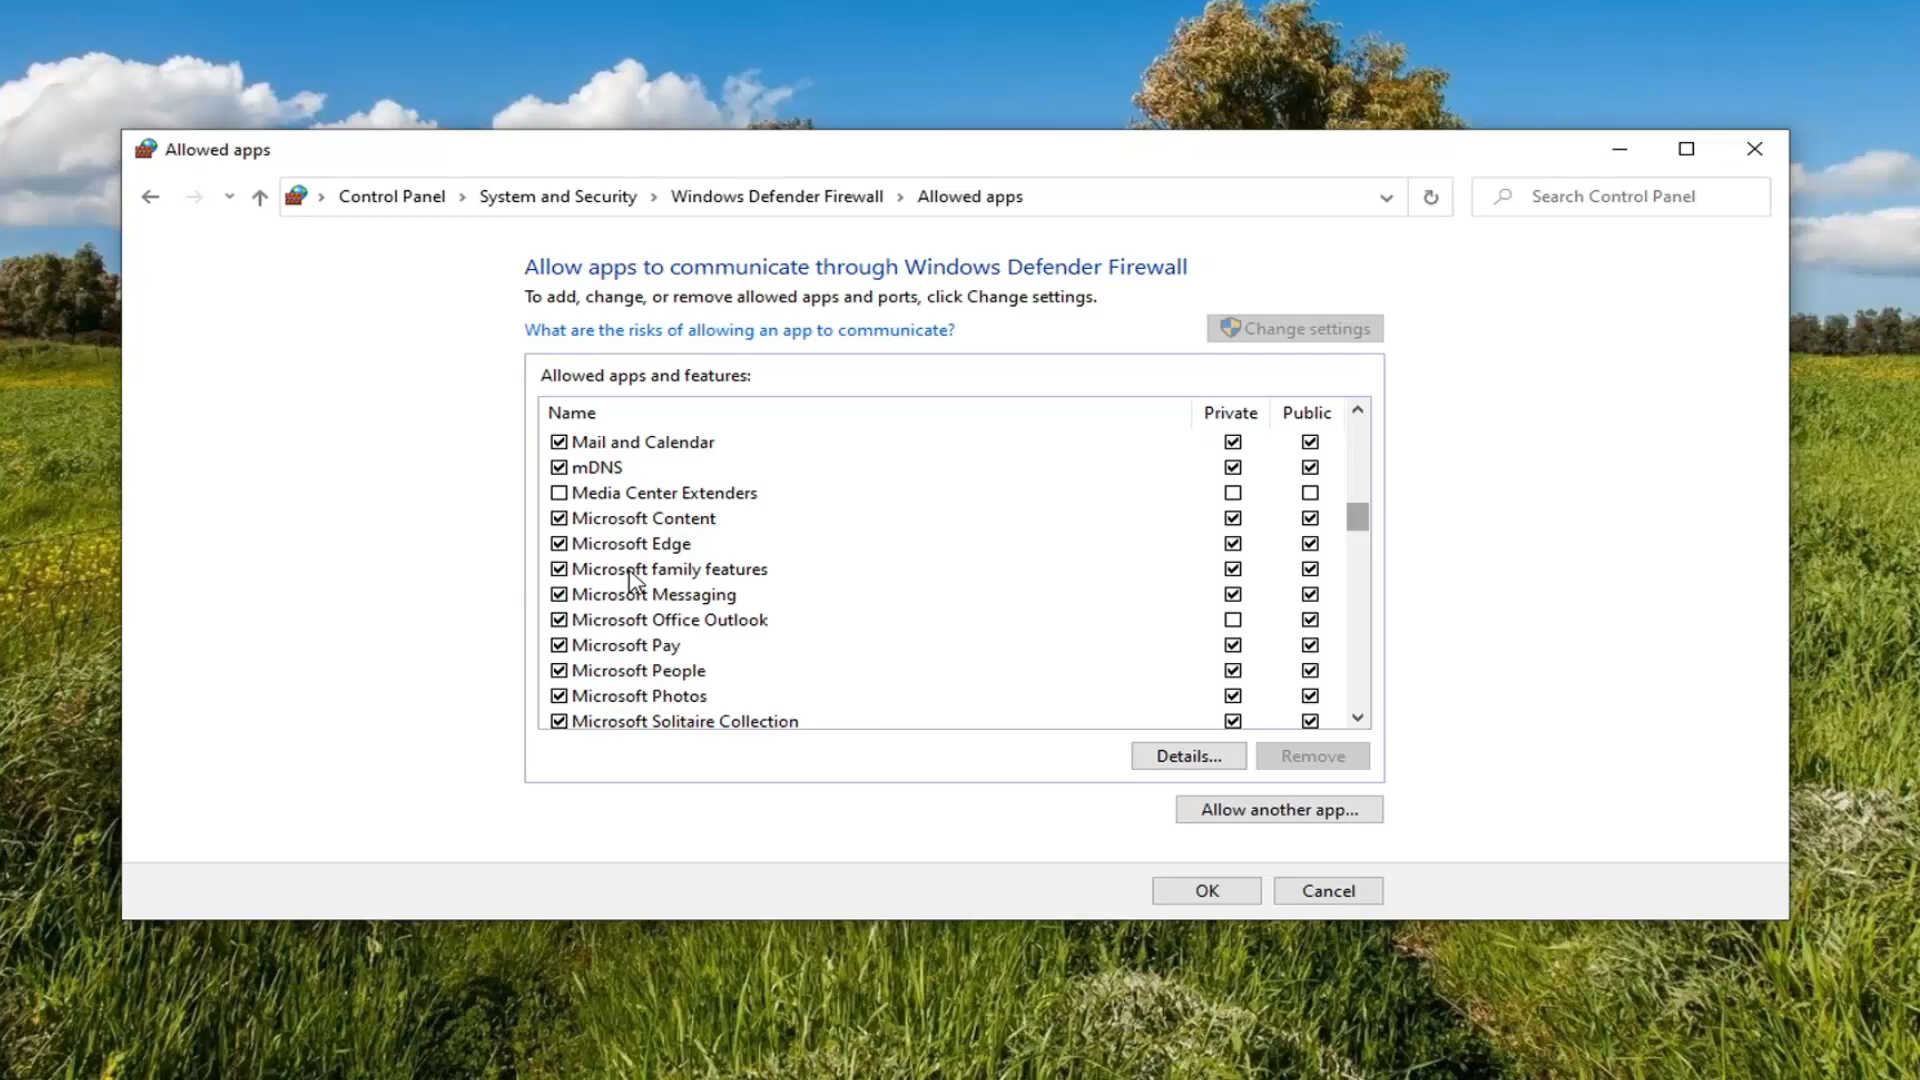 Allowed apps
Control Panel › System and Security › Windows Defender Firewall › Allowed apps
Search Control Panel
Allow apps to communicate through Windows Defender Firewall
To add, change, or remove allowed apps and ports, click Change settings.
What are the risks of allowing an app to communicate?
Change settings
Allowed apps and features:
Name Private Public
Mail and Calendar
mDNS
Media Center Extenders
Microsoft Content
Microsoft Edge
Microsoft family features
Microsoft Messaging
Microsoft Office Outlook
Microsoft Pay
Microsoft People
Microsoft Photos
Microsoft Solitaire Collection
Details... Remove
Allow another app...
OK Cancel